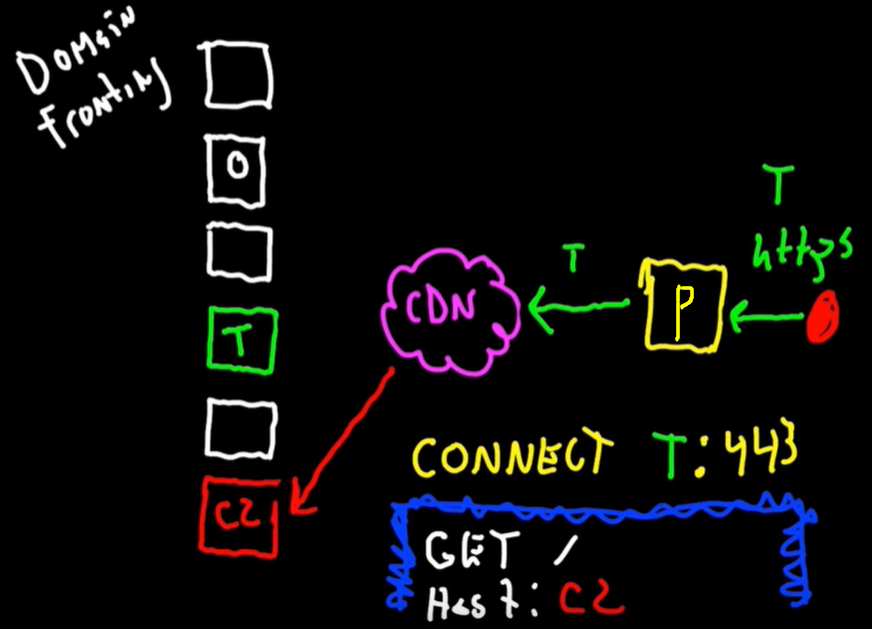 Domain
Fronting
O
T
C2
CDN
T
P
T
https
CONNECT T:443
GET /
Host: C2